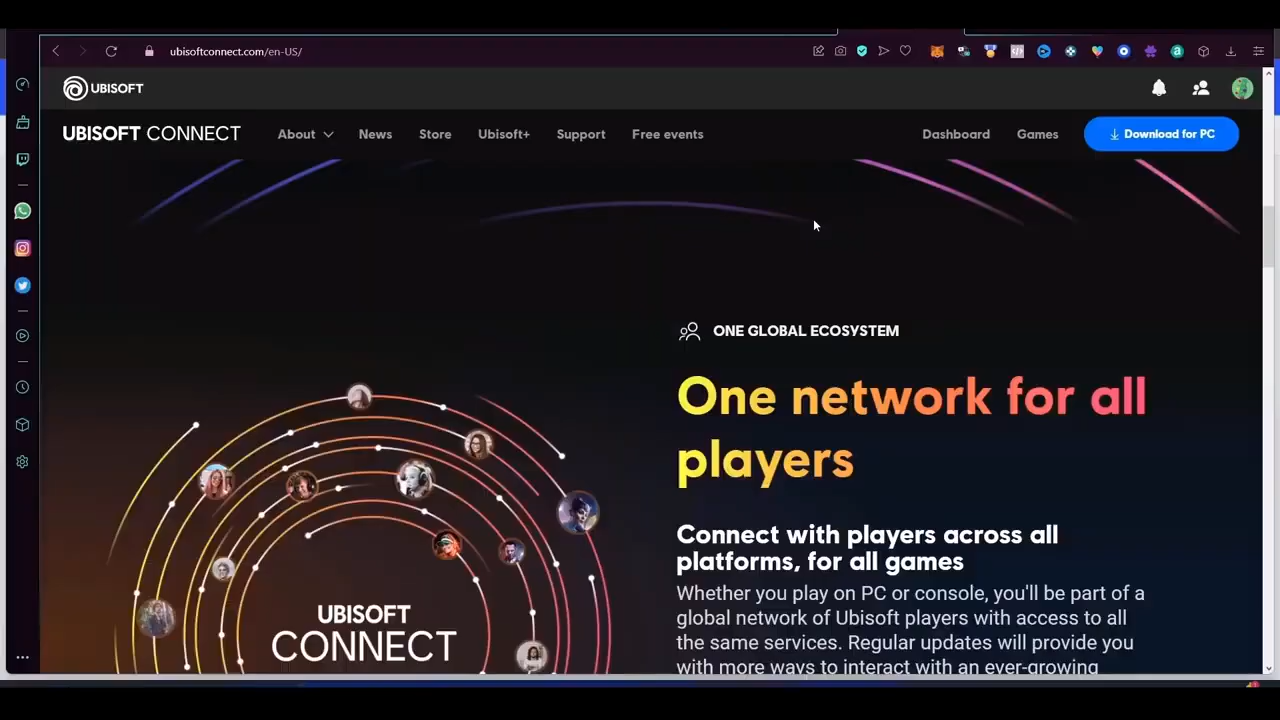 ubisoftconnect.com/en-US/
UBISOFT
UBISOFT CONNECT
About
News
Store
Ubisoft+
Support
Free events
Dashboard
Games
Download for PC
ONE GLOBAL ECOSYSTEM
One network for all
players
Connect with players across all
platforms, for all games
Whether you play on PC or console, you'll be part of a
global network of Ubisoft players with access to all
the same services. Regular updates will provide you
with more ways to interact with an ever-growing
UBISOFT
CONNECT